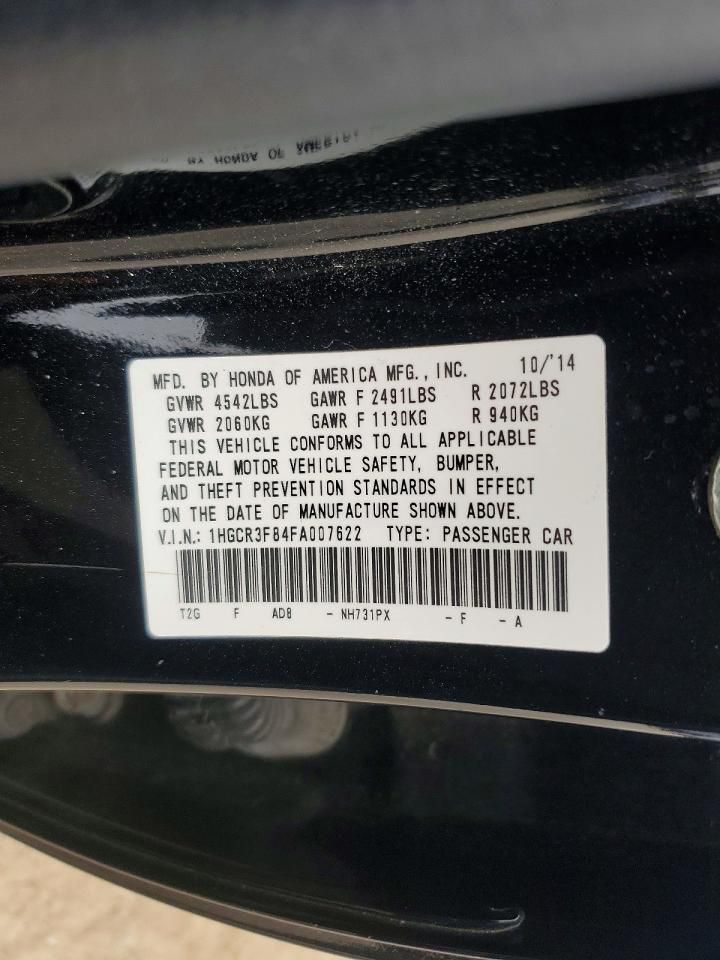 MFD. BY HONDA OF AMERICA MFG., INC. 10/'14
GVWR 4542LBS GAWR F 2491LBS R 2072LBS
GVWR 2060KG GAWR F 1130KG R 940KG
THIS VEHICLE CONFORMS TO ALL APPLICABLE
FEDERAL MOTOR VEHICLE SAFETY, BUMPER,
AND THEFT PREVENTION STANDARDS IN EFFECT
ON THE DATE OF MANUFACTURE SHOWN ABOVE.
V.I.N.: 1HGCR3F84FA007622 TYPE: PASSENGER CAR
T2G F AD8 - NH731PX - F - A